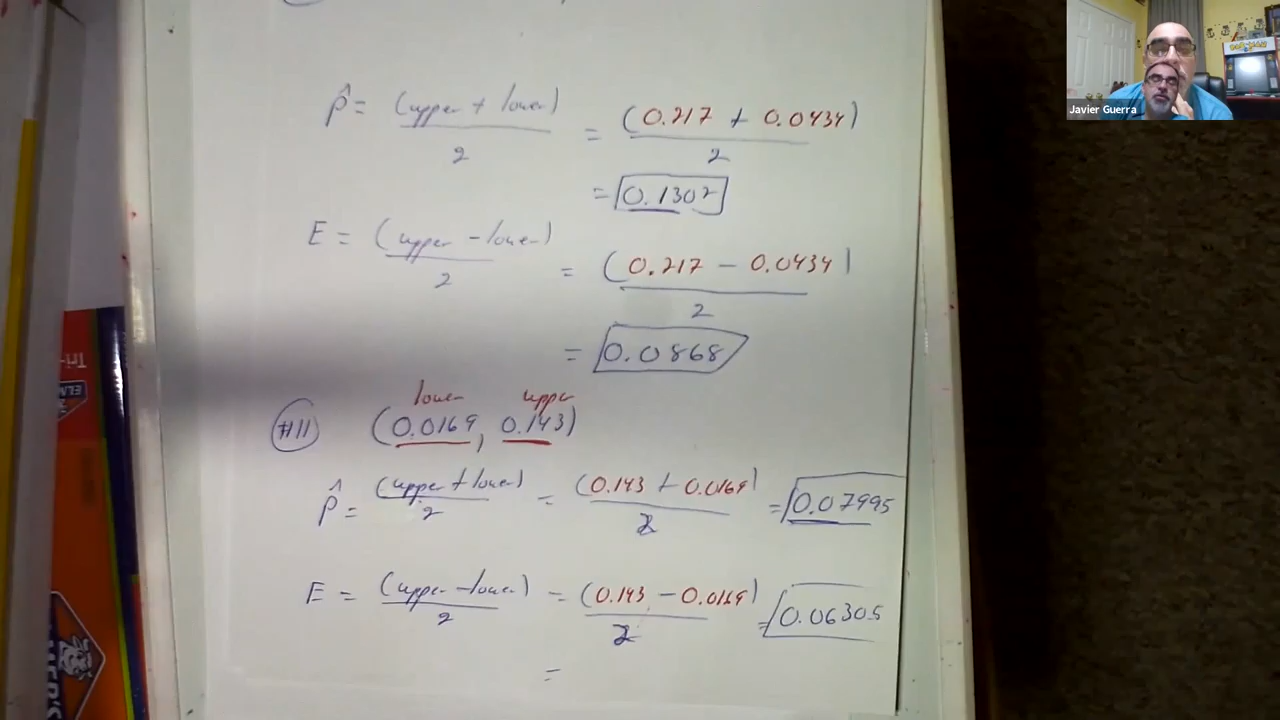 Javier Guerra
p̂ = (upper + lower) / 2 = (0.217 + 0.0434) / 2
= 0.1302
E = (upper - lower) / 2 = (0.217 - 0.0434) / 2
= 0.0868
lower upper
#11 (0.0169, 0.143)
p̂ = (upper + lower) / 2 = (0.143 + 0.0169) / 2 = 0.07995
E = (upper - lower) / 2 = (0.143 - 0.0169) / 2 = 0.06305
=
Tri-
ELM